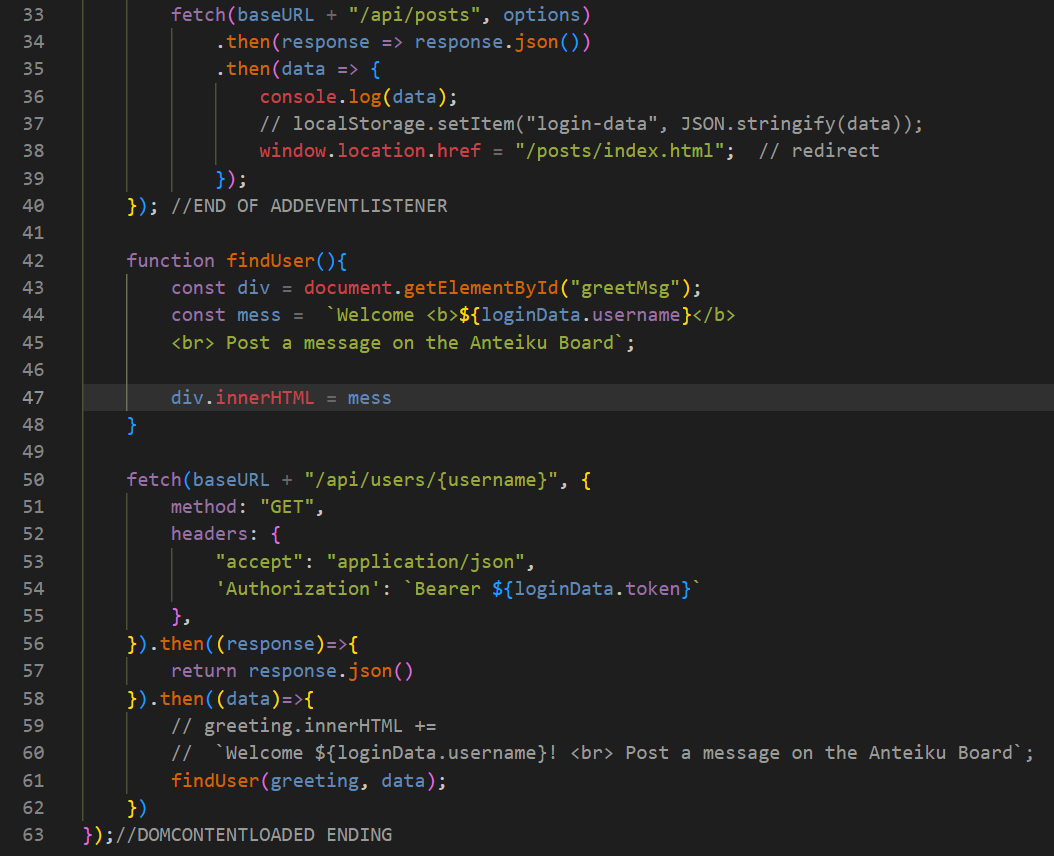 33 fetch(baseURL + "/api/posts", options)
34 .then(response => response.json())
35 .then(data => {
36 console.log(data);
37 // localStorage.setItem("login-data", JSON.stringify(data));
38 window.location.href = "/posts/index.html";  // redirect
39 });
40 }); //END OF ADDEVENTLISTENER
41
42 function findUser(){
43 const div = document.getElementById("greetMsg");
44 const mess =  `Welcome <b>${loginData.username}</b>
45 <br> Post a message on the Anteiku Board`;
46
47 div.innerHTML = mess
48 }
49
50 fetch(baseURL + "/api/users/{username}", {
51 method: "GET",
52 headers: {
53 "accept": "application/json",
54 'Authorization': `Bearer ${loginData.token}`
55 },
56 }).then((response)=>{
57 return response.json()
58 }).then((data)=>{
59 // greeting.innerHTML +=
60 //  `Welcome ${loginData.username}! <br> Post a message on the Anteiku Board`;
61 findUser(greeting, data);
62 })
63 });//DOMCONTENTLOADED ENDING